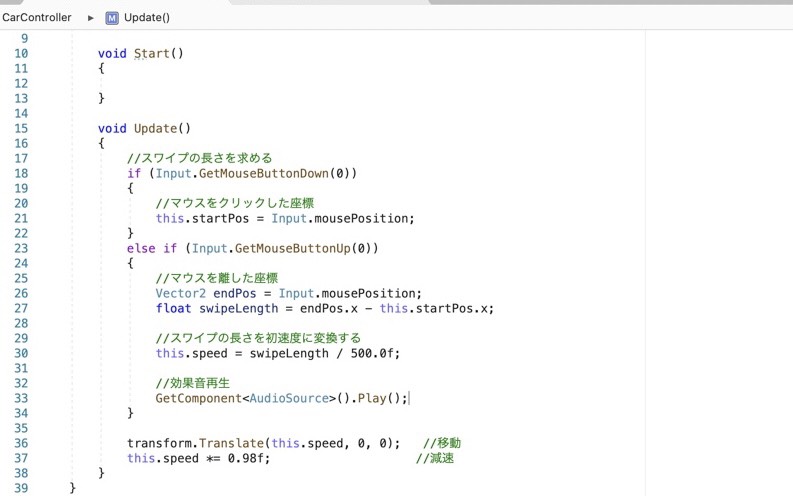 CarController ▶ M Update()
9
10 void Start()
11 {
12
13 }
14
15 void Update()
16 {
17 //スワイプの長さを求める
18 if (Input.GetMouseButtonDown(0))
19 {
20 //マウスをクリックした座標
21 this.startPos = Input.mousePosition;
22 }
23 else if (Input.GetMouseButtonUp(0))
24 {
25 //マウスを離した座標
26 Vector2 endPos = Input.mousePosition;
27 float swipeLength = endPos.x - this.startPos.x;
28
29 //スワイプの長さを初速度に変換する
30 this.speed = swipeLength / 500.0f;
31
32 //効果音再生
33 GetComponent<AudioSource>().Play();
34 }
35
36 transform.Translate(this.speed, 0, 0); //移動
37 this.speed *= 0.98f; //減速
38 }
39 }